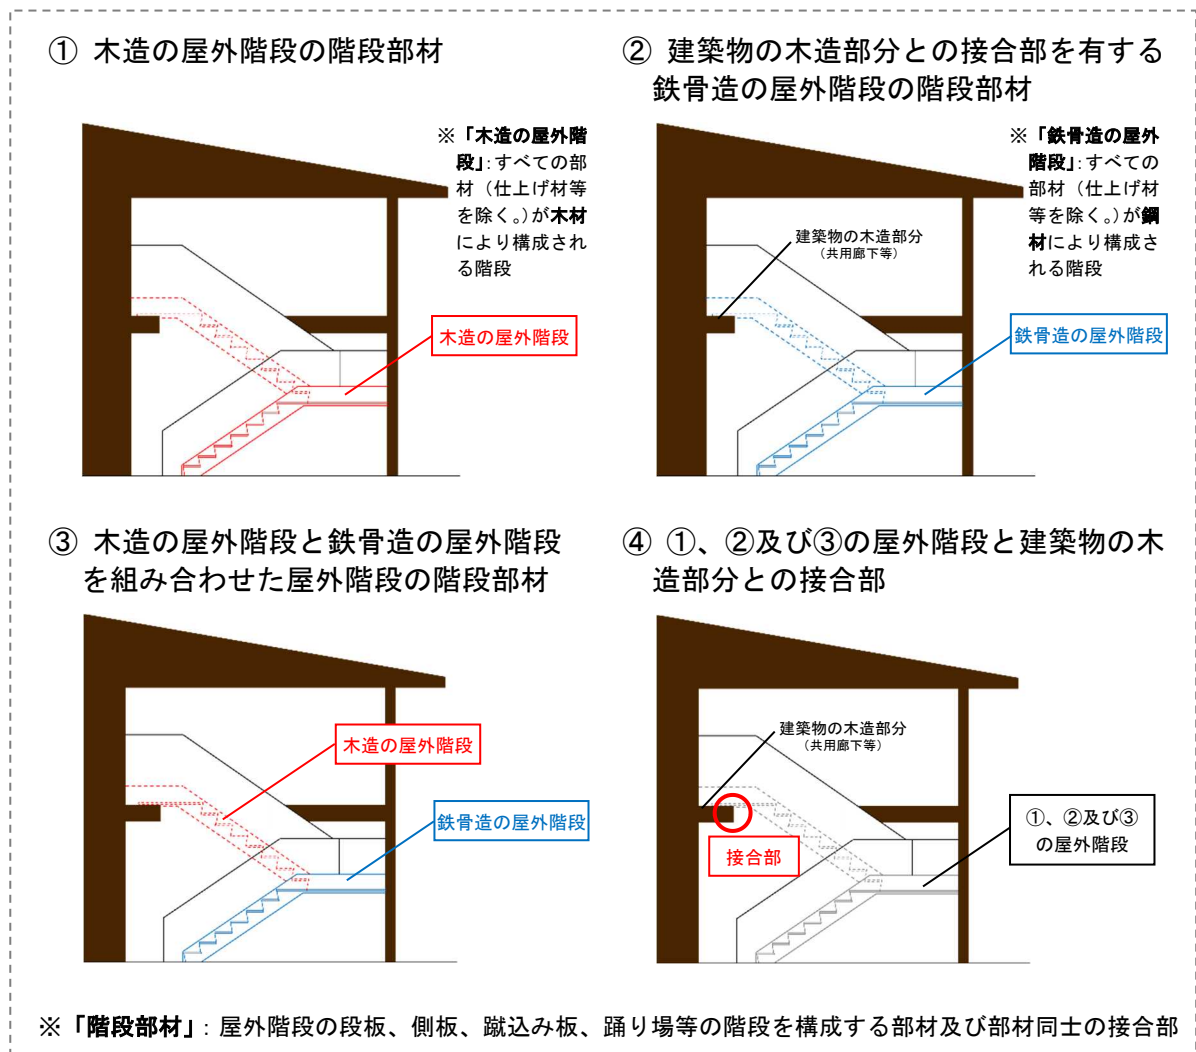 ① 木造の屋外階段の階段部材
※「木造の屋外階
段」：すべての部
材（仕上げ材等
を除く。）が木材
により構成され
る階段
木造の屋外階段
② 建築物の木造部分との接合部を有する
鉄骨造の屋外階段の階段部材
※「鉄骨造の屋外
階段」：すべての
部材（仕上げ材
等を除く。）が鋼
材により構成さ
れる階段
建築物の木造部分
（共用廊下等）
鉄骨造の屋外階段
③ 木造の屋外階段と鉄骨造の屋外階段
を組み合わせた屋外階段の階段部材
木造の屋外階段
鉄骨造の屋外階段
④ ①、②及び③の屋外階段と建築物の木
造部分との接合部
建築物の木造部分
（共用廊下等）
接合部
①、②及び③
の屋外階段
※「階段部材」：屋外階段の段板、側板、蹴込み板、踊り場等の階段を構成する部材及び部材同士の接合部